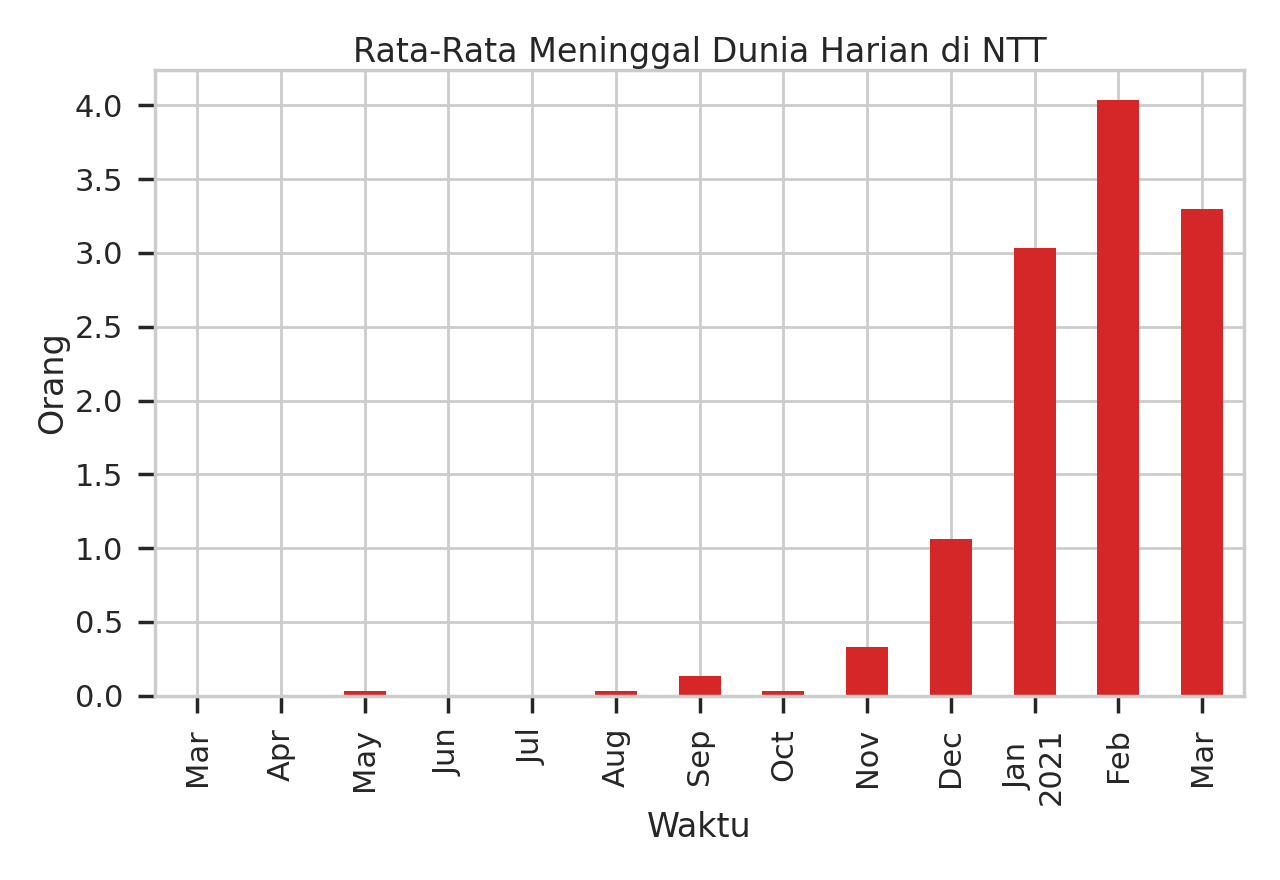 Rata-Rata Meninggal Dunia Harian di NTT
Orang
4.0
3.5
3.0
2.5
2.0
1.5
1.0
0.5
0.0
Mar
Apr
May
Jun
Jul
Aug
Sep
Oct
Nov
Dec
Jan
2021
Feb
Mar
Waktu